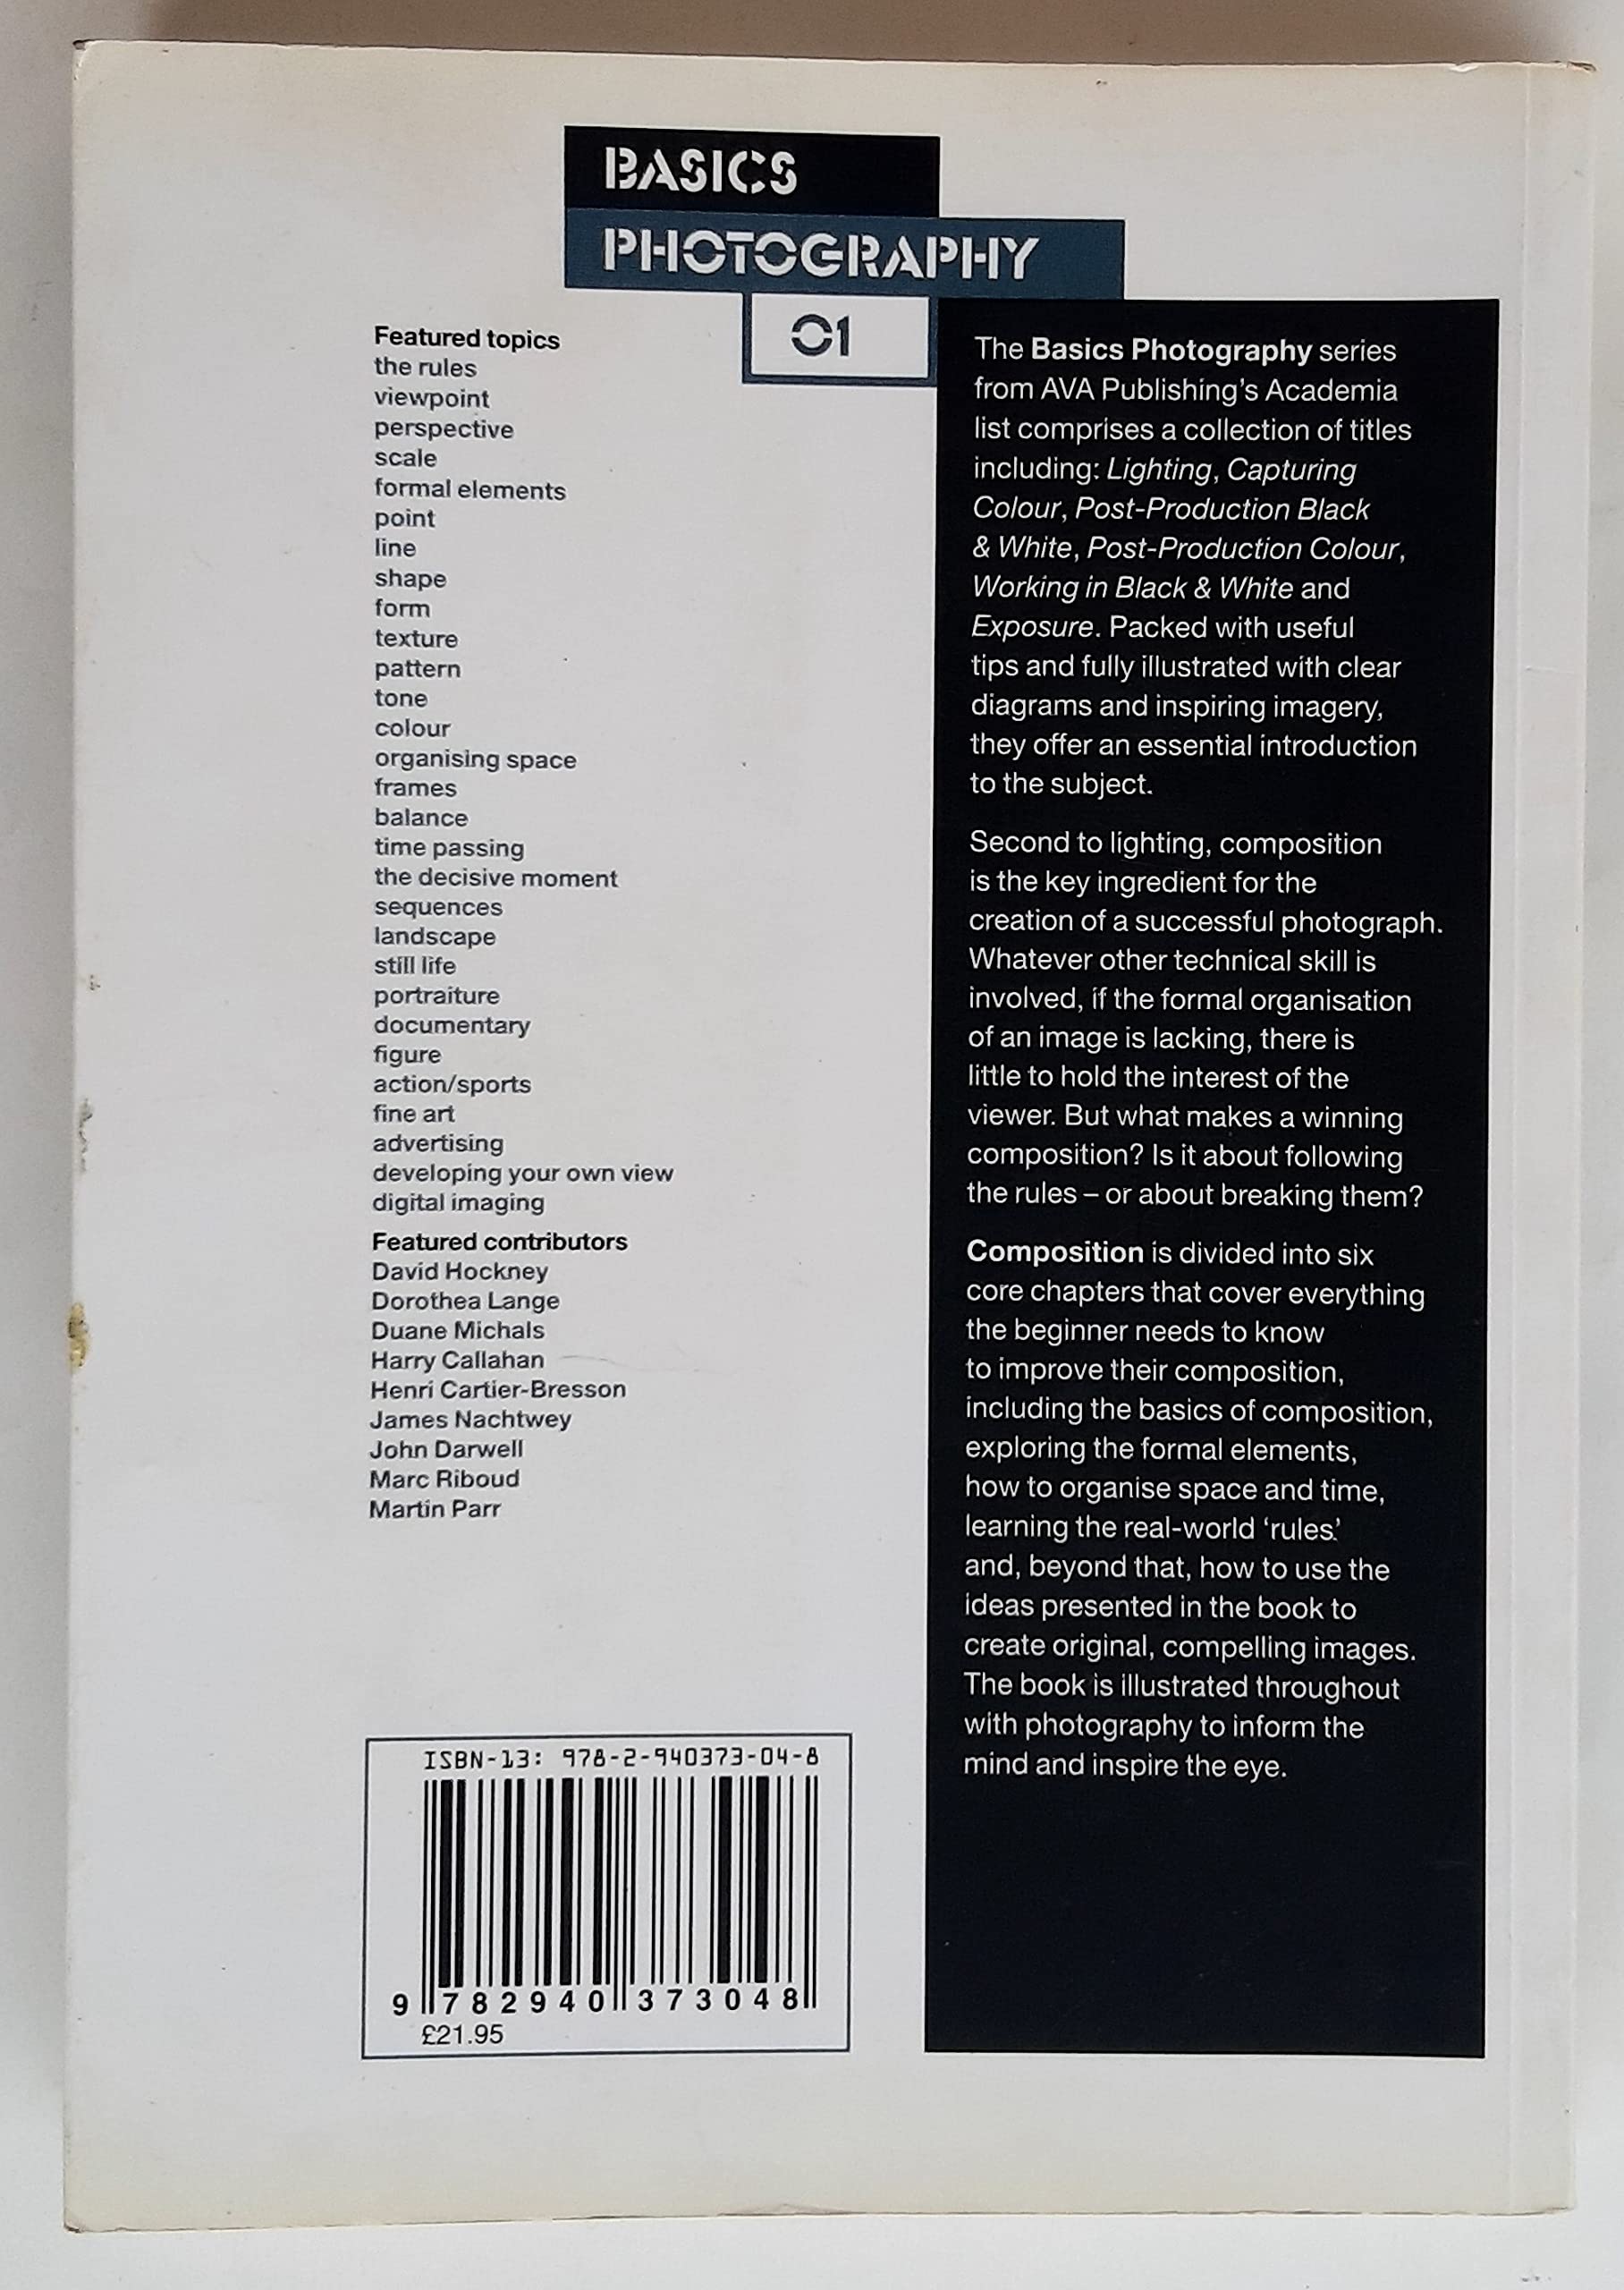 BASICS
PHOTOGRAPHY
01
Featured topics
the rules
viewpoint
perspective
scale
formal elements
point
line
shape
form
texture
pattern
tone
colour
organising space
frames
balance
time passing
the decisive moment
sequences
landscape
still life
portraiture
documentary
figure
action/sports
fine art
advertising
developing your own view
digital imaging
Featured contributors
David Hockney
Dorothea Lange
Duane Michals
Harry Callahan
Henri Cartier-Bresson
James Nachtwey
John Darwell
Marc Riboud
Martin Parr
The Basics Photography series
from AVA Publishing's Academia
list comprises a collection of titles
including: Lighting, Capturing
Colour, Post-Production Black
& White, Post-Production Colour,
Working in Black & White and
Exposure. Packed with useful
tips and fully illustrated with clear
diagrams and inspiring imagery,
they offer an essential introduction
to the subject.
Second to lighting, composition
is the key ingredient for the
creation of a successful photograph.
Whatever other technical skill is
involved, if the formal organisation
of an image is lacking, there is
little to hold the interest of the
viewer. But what makes a winning
composition? Is it about following
the rules – or about breaking them?
Composition is divided into six
core chapters that cover everything
the beginner needs to know
to improve their composition,
including the basics of composition,
exploring the formal elements,
how to organise space and time,
learning the real-world ‘rules.’
and, beyond that, how to use the
ideas presented in the book to
create original, compelling images.
The book is illustrated throughout
with photography to inform the
mind and inspire the eye.
ISBN-13: 978-2-940373-04-8
9 782940 373048
£21.95